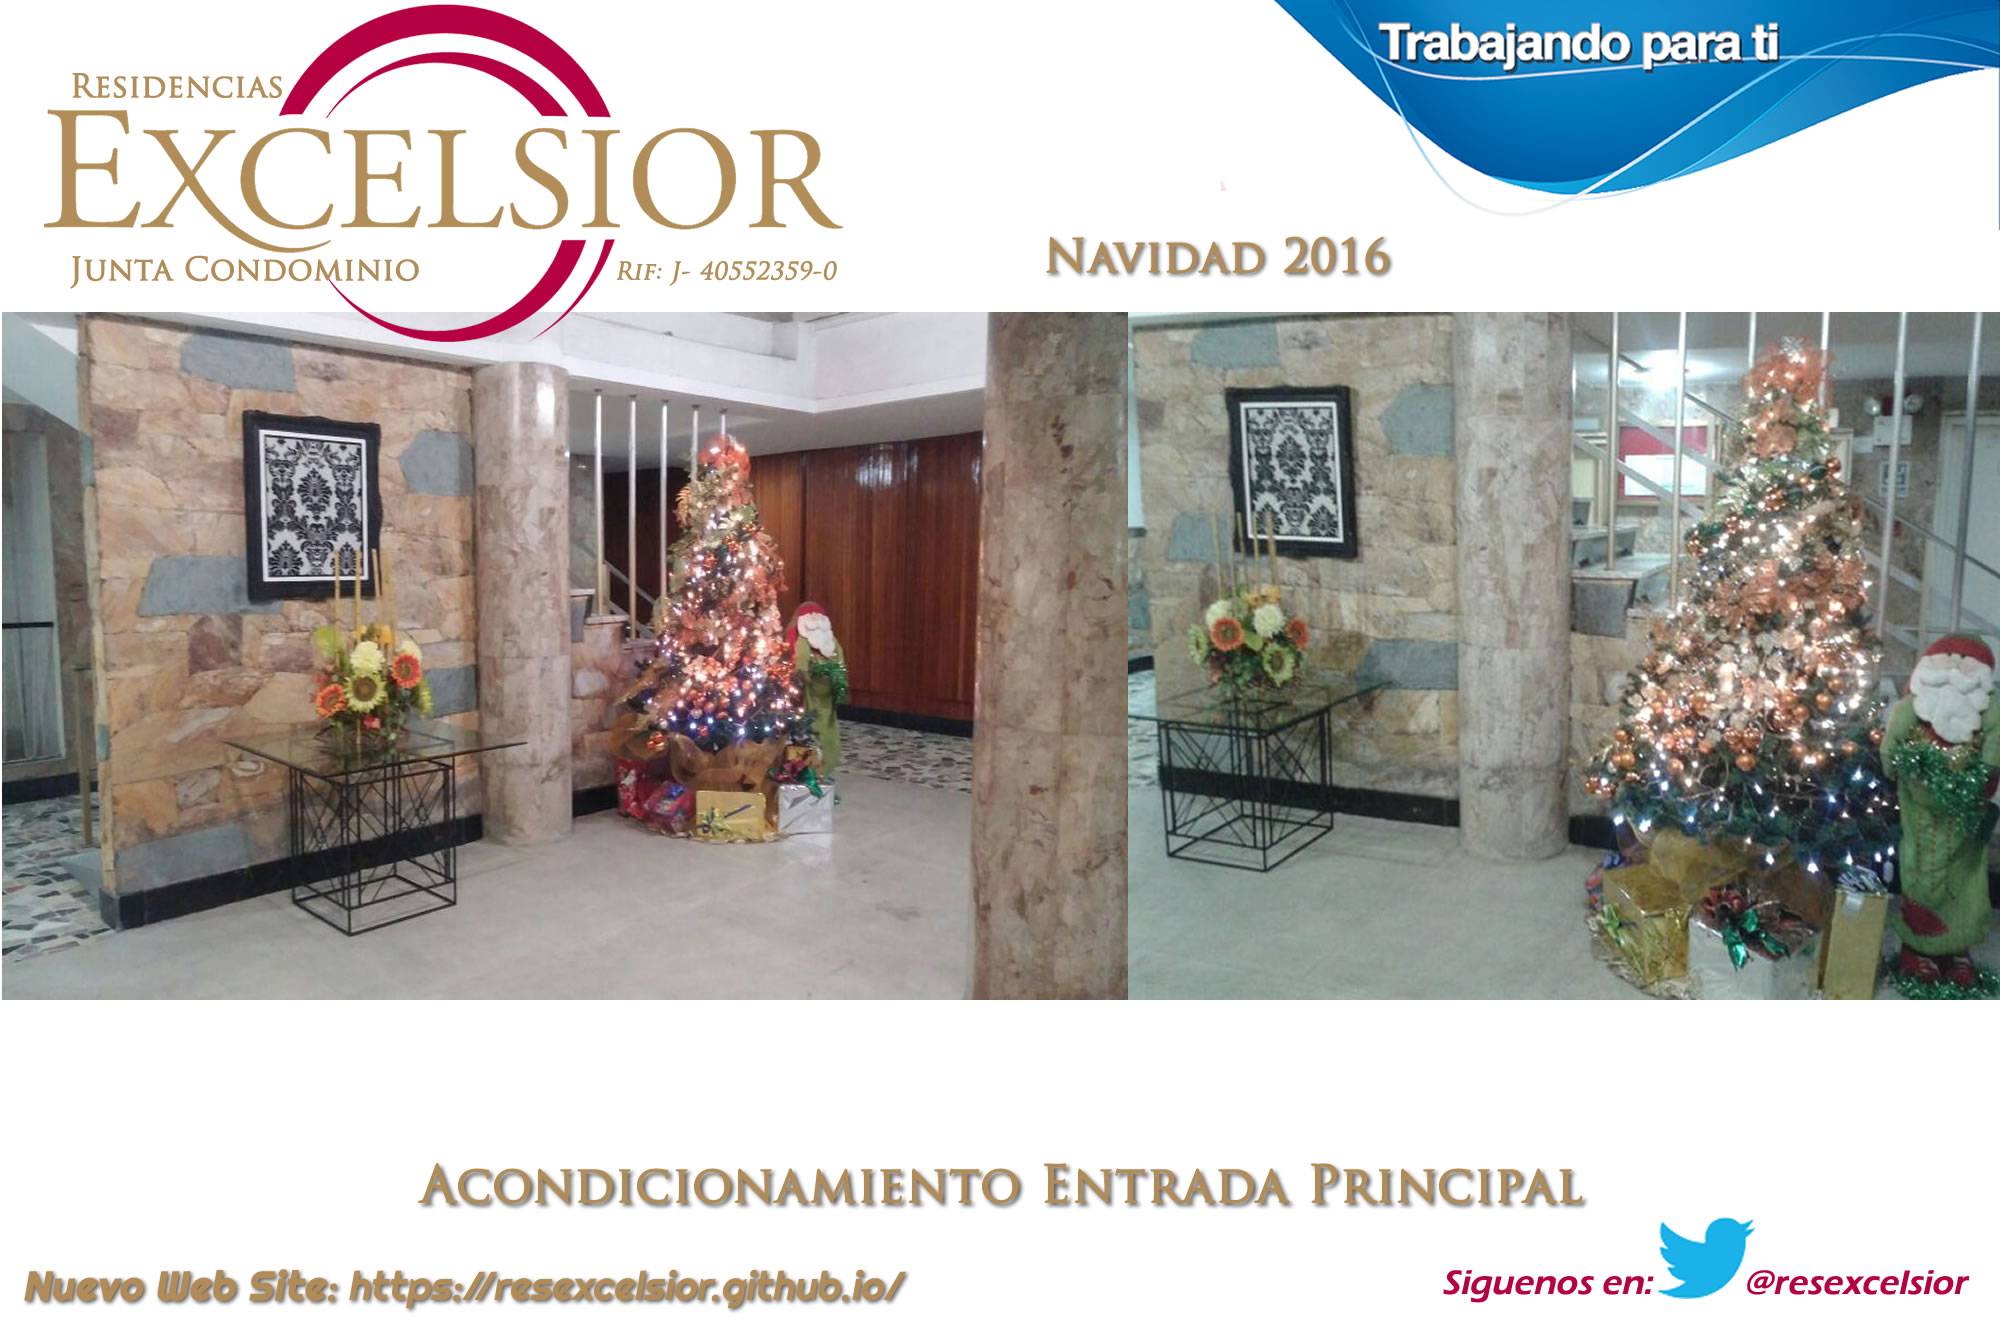 Residencias
Excelsior
Junta Condominio
Rif: J- 40552359-0
Trabajando para ti
Navidad 2016
Acondicionamiento Entrada Principal
Nuevo Web Site: https://resexcelsior.github.io/
Siguenos en: @resexcelsior